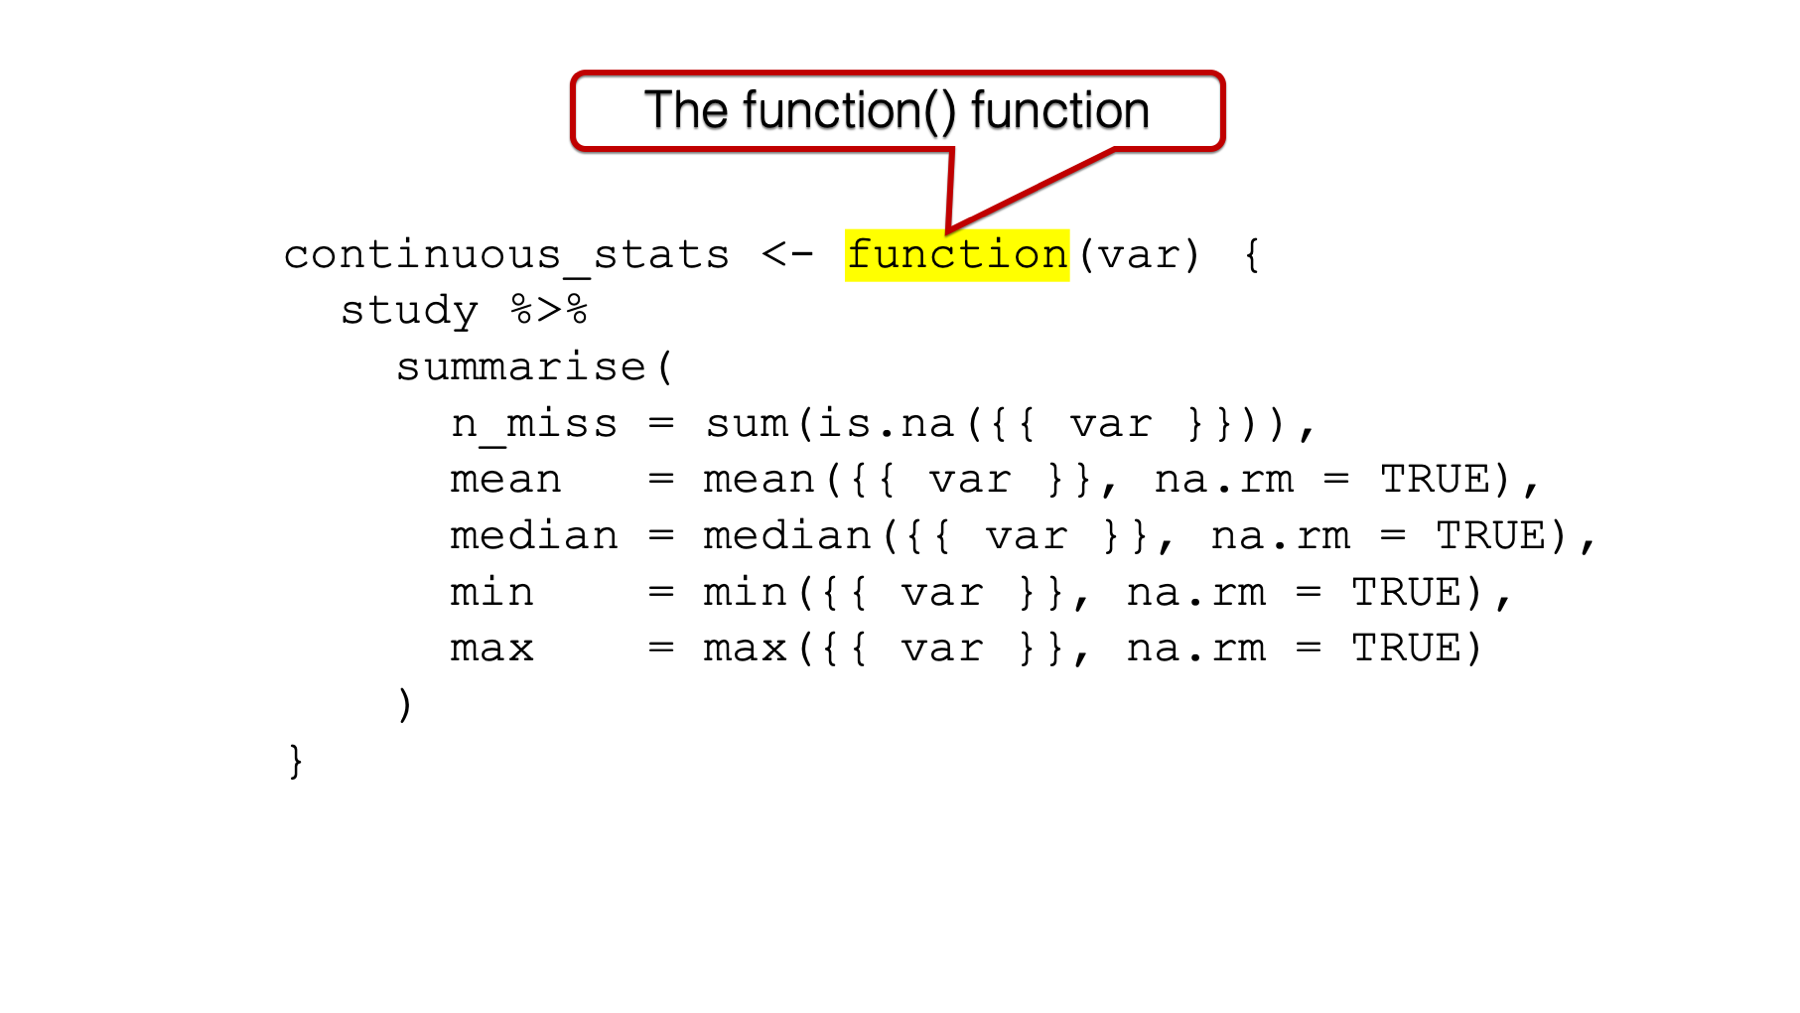 The function() function
continuous_stats <- function(var) {
  study %>%
    summarise(
      n_miss = sum(is.na({{ var }})),
      mean   = mean({{ var }}, na.rm = TRUE),
      median = median({{ var }}, na.rm = TRUE),
      min    = min({{ var }}, na.rm = TRUE),
      max    = max({{ var }}, na.rm = TRUE)
    )
}